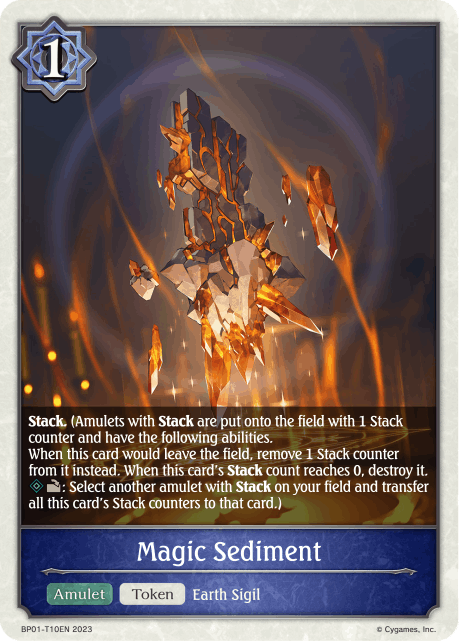 1
Stack. (Amulets with Stack are put onto the field with 1 Stack
counter and have the following abilities.
When this card would leave the field, remove 1 Stack counter
from it instead. When this card's Stack count reaches 0, destroy it.
: Select another amulet with Stack on your field and transfer
all this card's Stack counters to that card.)
Magic Sediment
Amulet Token Earth Sigil
BP01-T10EN 2023 © Cygames, Inc.